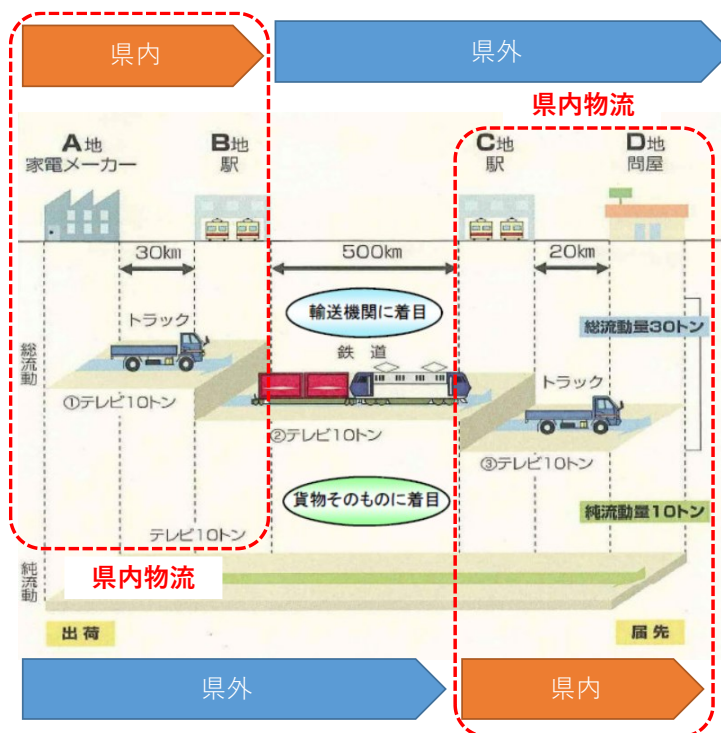 県内
県外
県内物流
A地
家電メーカー
B地
駅
C地
駅
D地
問屋
30km
500km
20km
輸送機関に着目
総流動量30トン
トラック
鉄道
トラック
総流動
①テレビ10トン
②テレビ10トン
③テレビ10トン
貨物そのものに着目
純流動量10トン
テレビ10トン
県内物流
純流動
出荷
届先
県外
県内